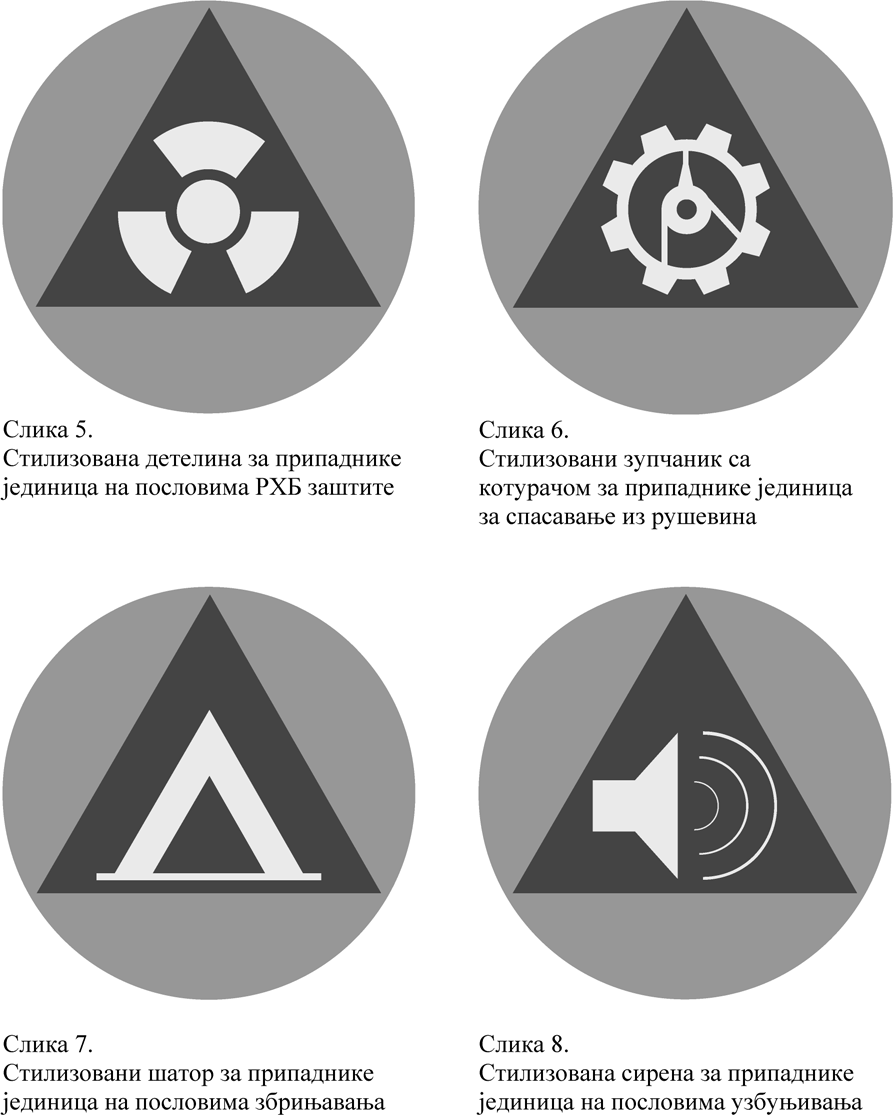 Слика 5.
Стилизована детелина за припаднике
јединица на пословима РХБ заштите
Слика 6.
Стилизовани зупчаник са
котурачом за припаднике јединица
за спасавање из рушевина
Слика 7.
Стилизовани шатор за припаднике
јединица на пословима збрињавања
Слика 8.
Стилизована сирена за припаднике
јединица на пословима узбуњивања